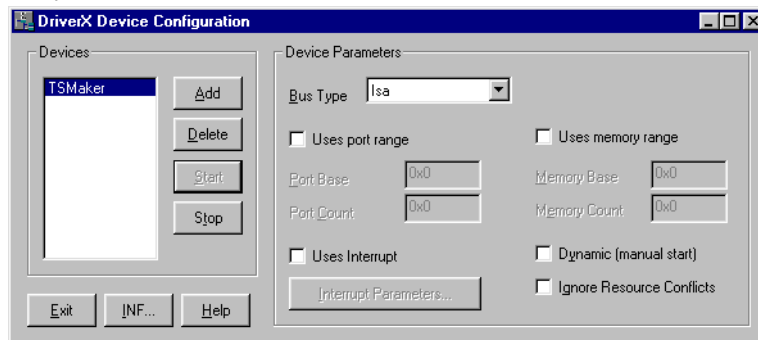 DriverX Device Configuration
Devices
TSMaker
Add
Delete
Start
Stop
Exit
INF...
Help
Device Parameters
Bus Type Isa
Uses port range
Uses memory range
Port Base 0x0
Memory Base 0x0
Port Count 0x0
Memory Count 0x0
Uses Interrupt
Dynamic (manual start)
Interrupt Parameters...
Ignore Resource Conflicts